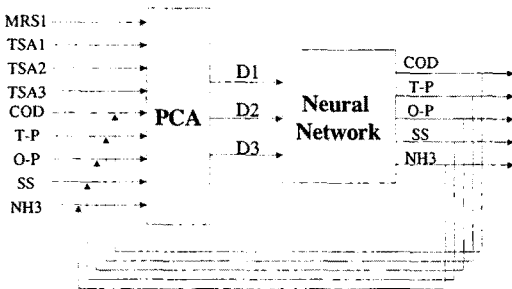 MRS1
TSA1
TSA2
TSA3
COD
T-P
O-P
SS
NH3
PCA
D1
D2
D3
Neural
Network
COD
T-P
O-P
SS
NH3